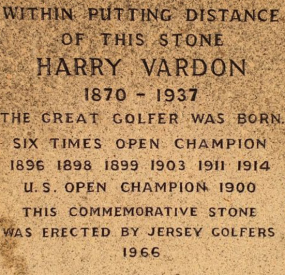 WITHIN PUTTING DISTANCE
OF THIS STONE
HARRY VARDON
1870 - 1937
THE GREAT GOLFER WAS BORN.
SIX TIMES OPEN CHAMPION
1896 1898 1899 1903 1911 1914
U.S. OPEN CHAMPION 1900
THIS COMMEMORATIVE STONE
WAS ERECTED BY JERSEY GOLFERS
1966